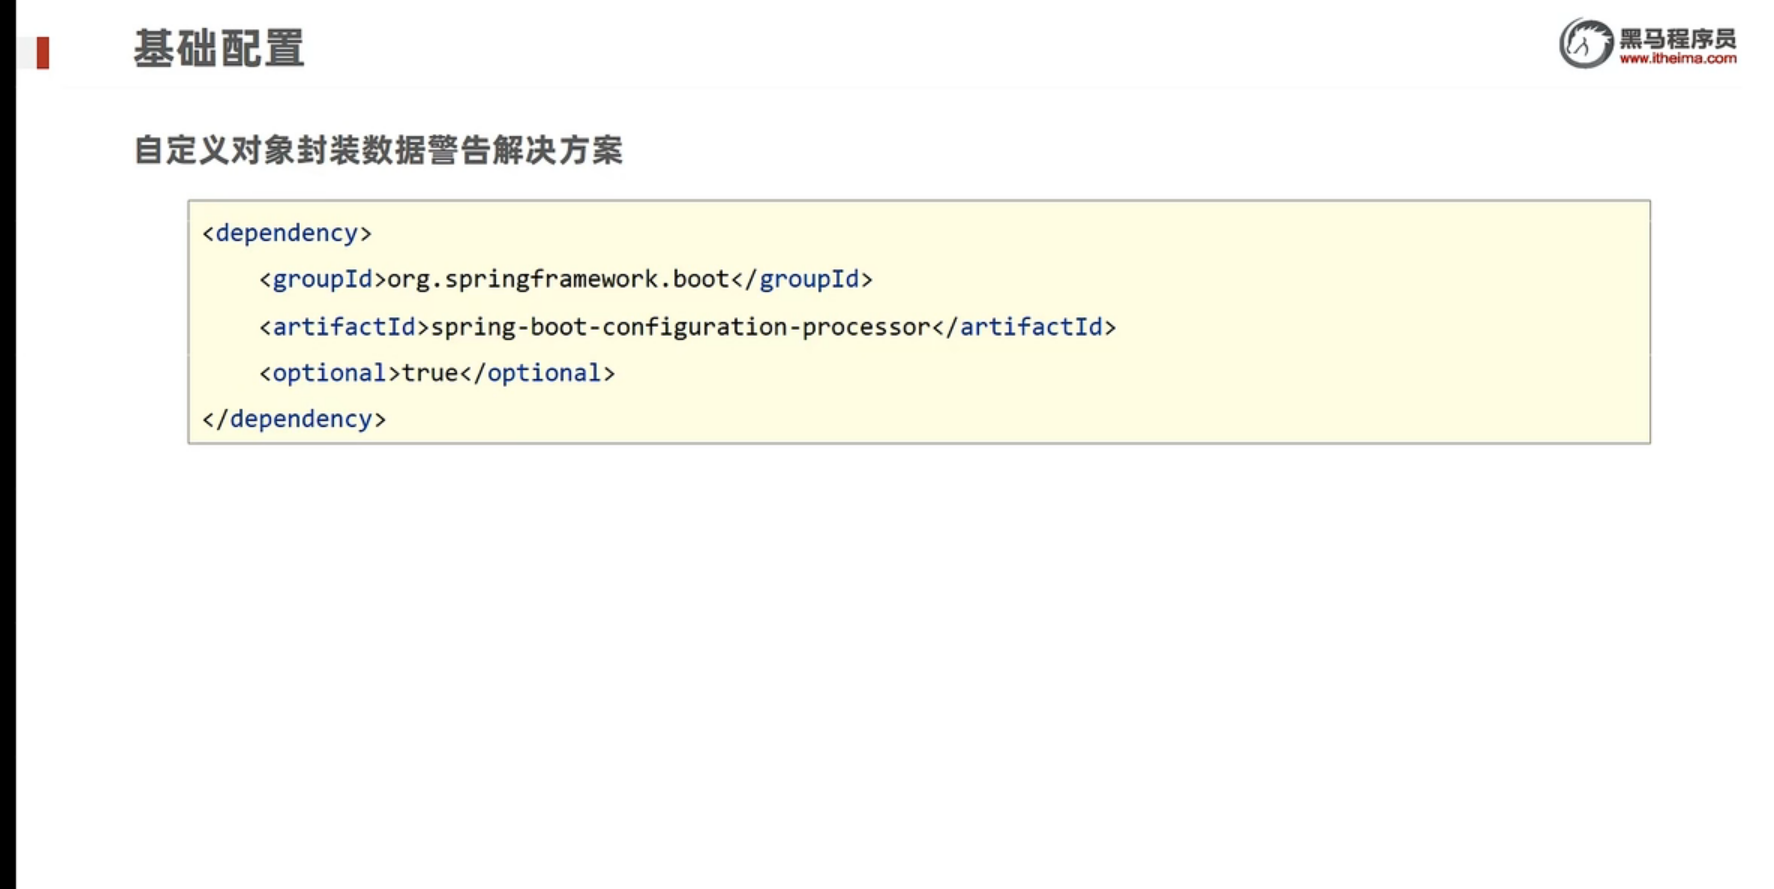 基础配置
黑马程序员
www.itheima.com
自定义对象封装数据警告解决方案
<dependency>
    <groupId>org.springframework.boot</groupId>
    <artifactId>spring-boot-configuration-processor</artifactId>
    <optional>true</optional>
</dependency>